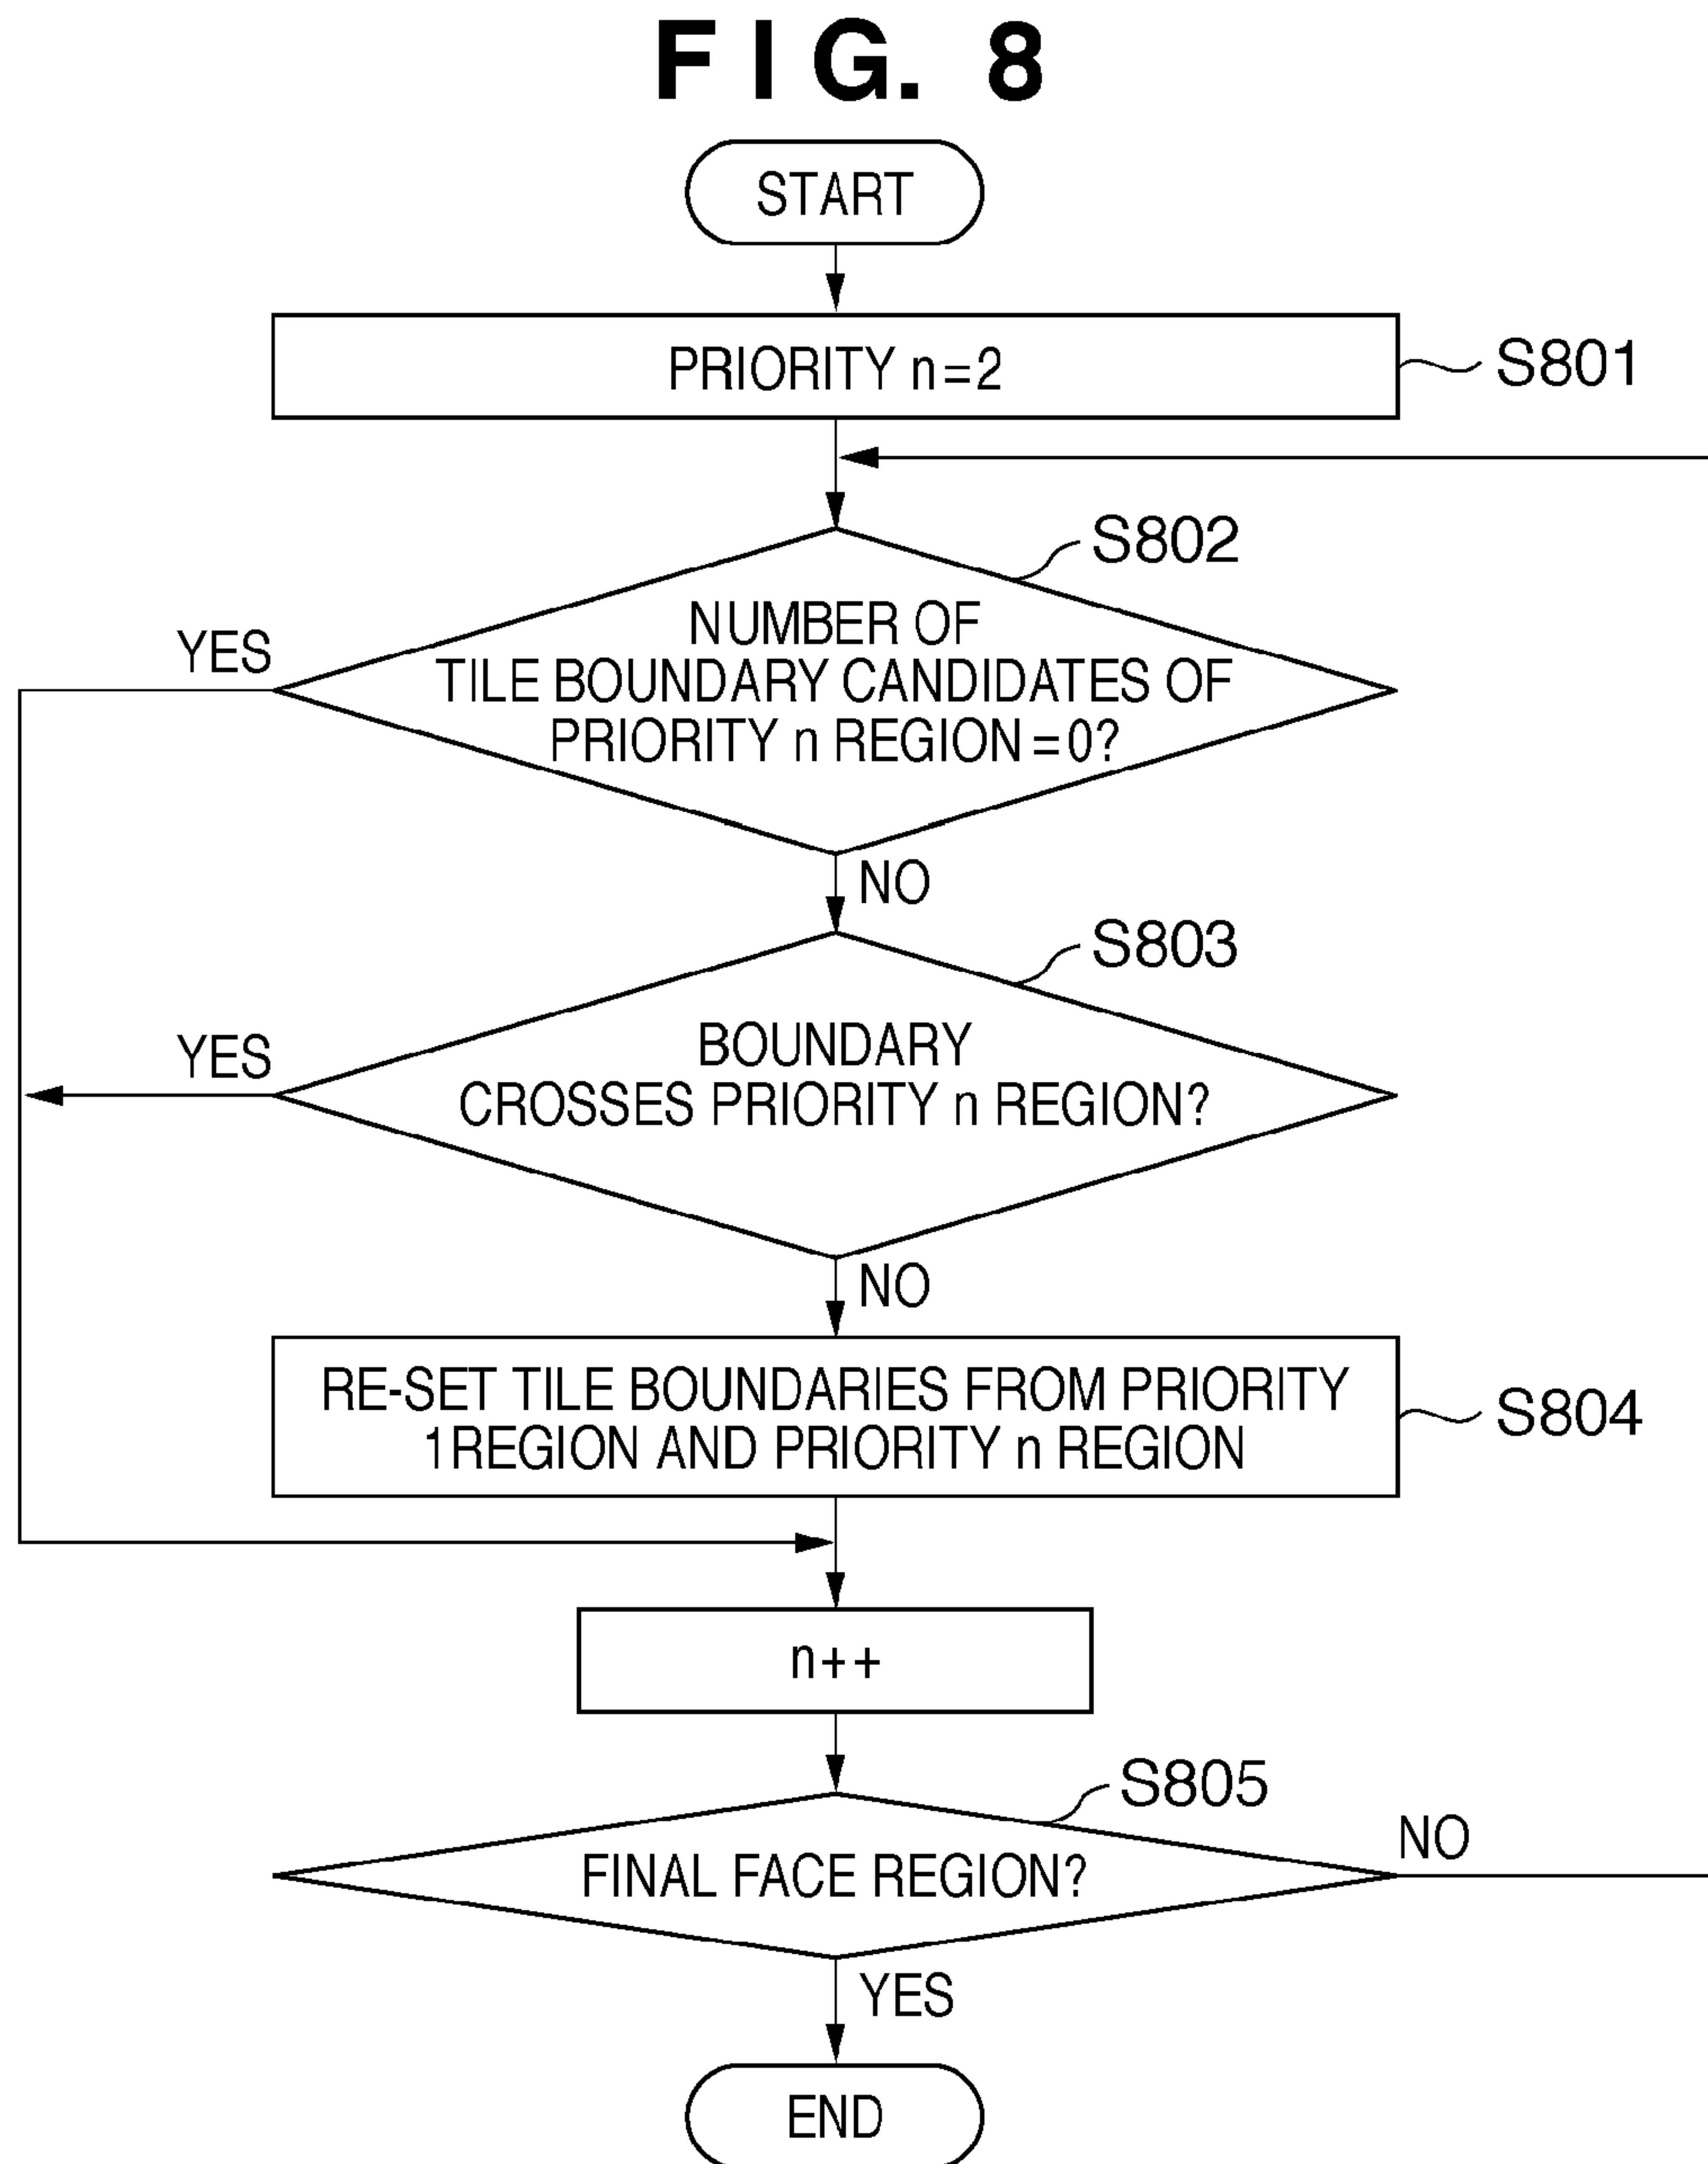 FIG. 8
START
PRIORITY n=2
S801
S802
NUMBER OF
TILE BOUNDARY CANDIDATES OF
PRIORITY n REGION=0?
YES
NO
S803
BOUNDARY
CROSSES PRIORITY n REGION?
YES
NO
RE-SET TILE BOUNDARIES FROM PRIORITY
1REGION AND PRIORITY n REGION
S804
n++
S805
FINAL FACE REGION?
NO
YES
END